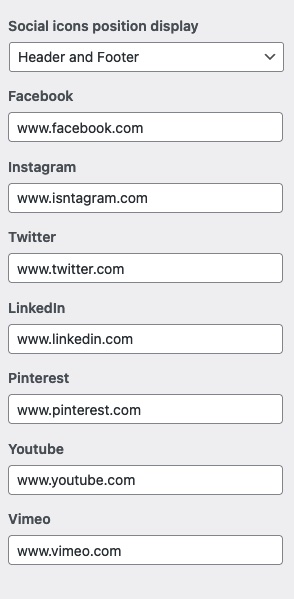 Social icons position display
Header and Footer
Facebook
www.facebook.com
Instagram
www.isntagram.com
Twitter
www.twitter.com
LinkedIn
www.linkedin.com
Pinterest
www.pinterest.com
Youtube
www.youtube.com
Vimeo
www.vimeo.com